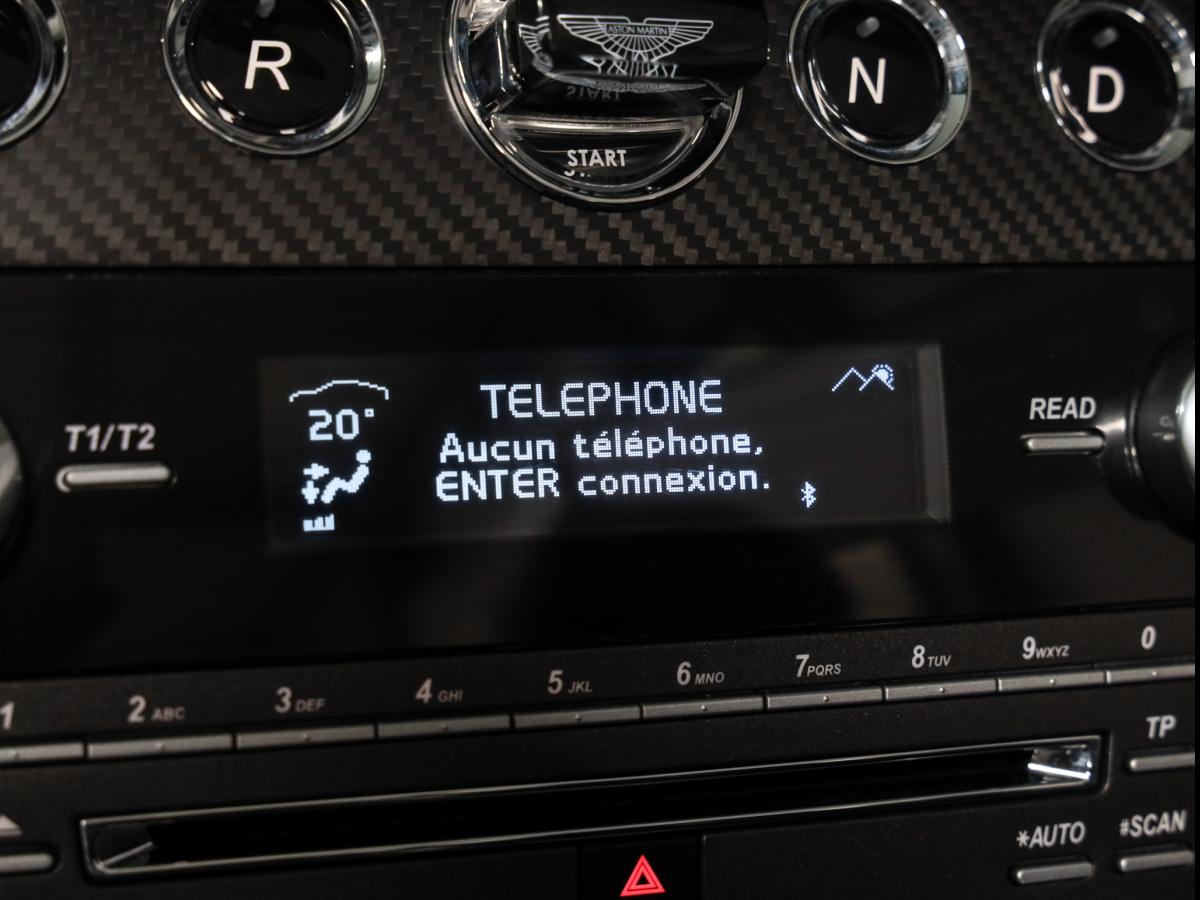 R
ASTON MARTIN
START
N
D
T1/T2
20°
TELEPHONE
Aucun téléphone,
ENTER connexion.
READ
1
2 ABC
3 DEF
4 GHI
5 JKL
6 MNO
7 PQRS
8 TUV
9 WXYZ
0
TP
*AUTO
#SCAN